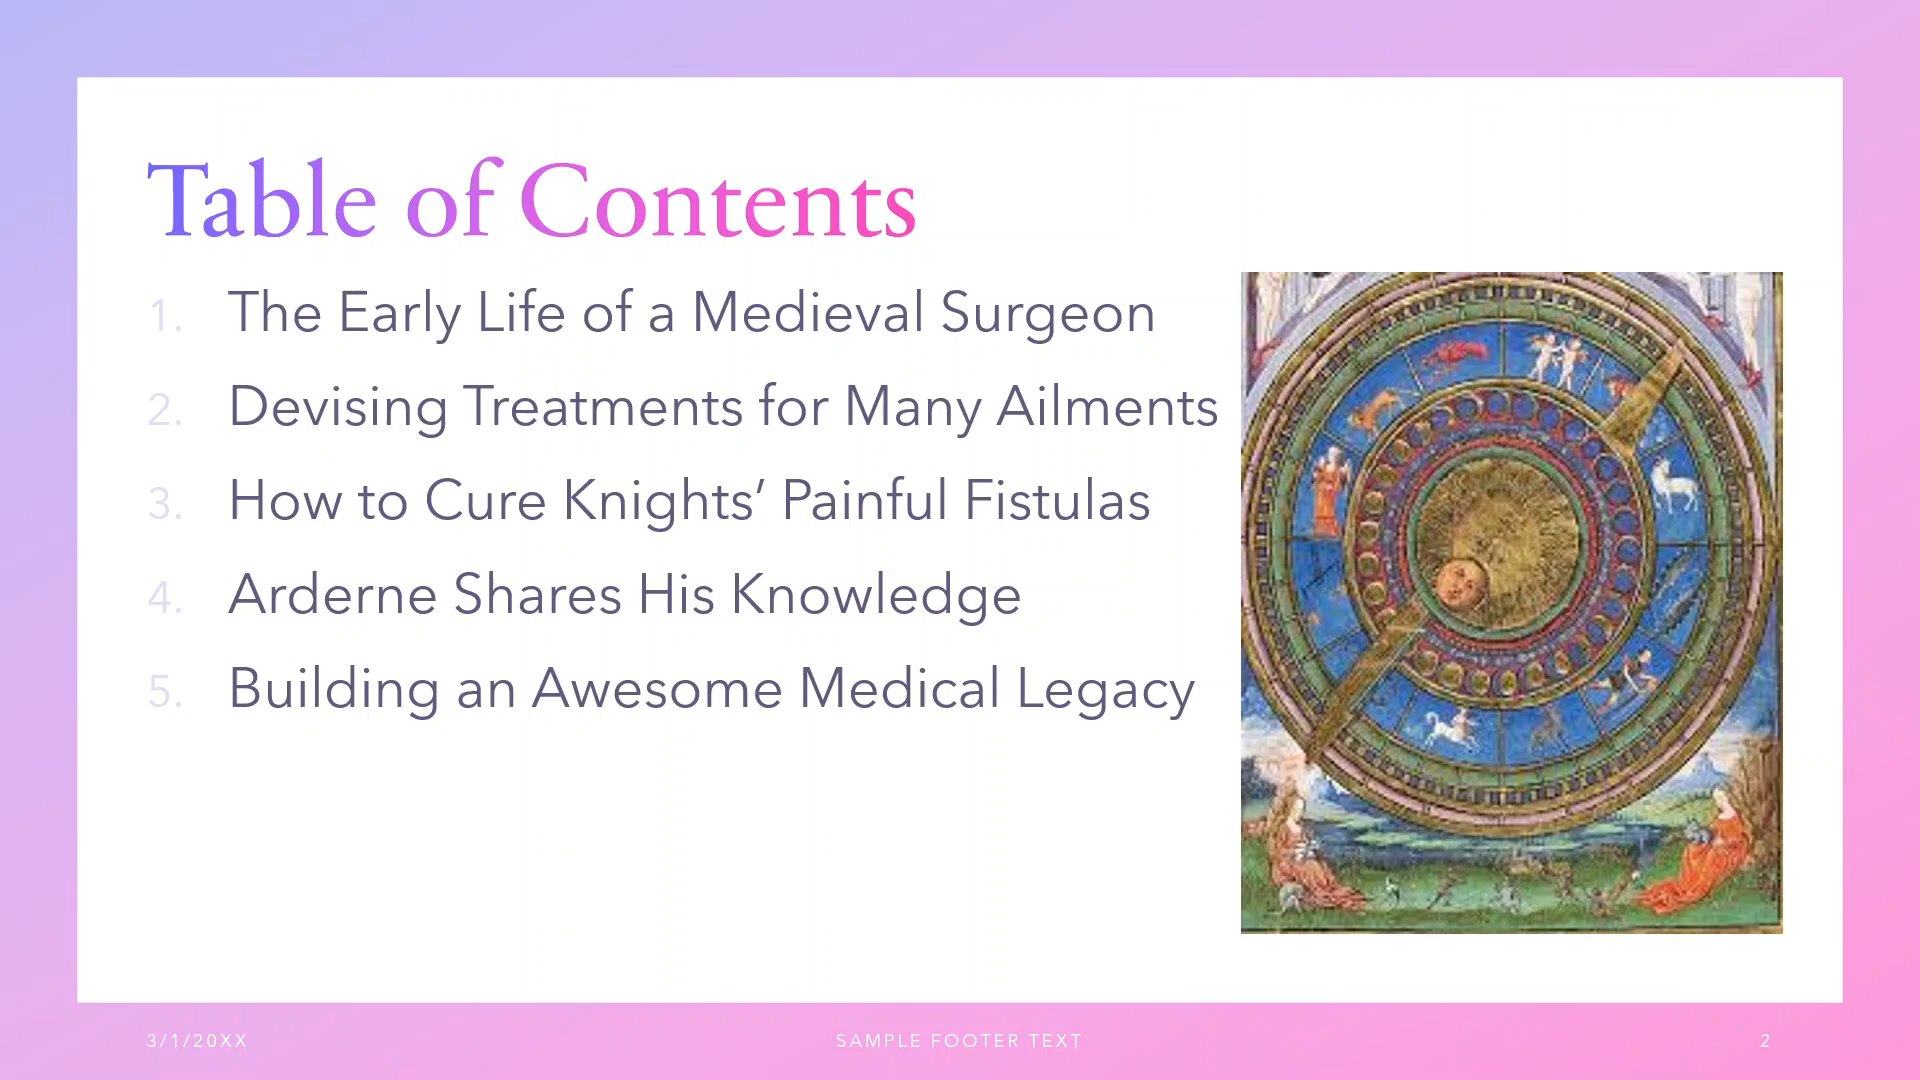 Table of Contents
1. The Early Life of a Medieval Surgeon
2. Devising Treatments for Many Ailments
3. How to Cure Knights’ Painful Fistulas
4. Arderne Shares His Knowledge
5. Building an Awesome Medical Legacy
3/1/20XX
SAMPLE FOOTER TEXT
2